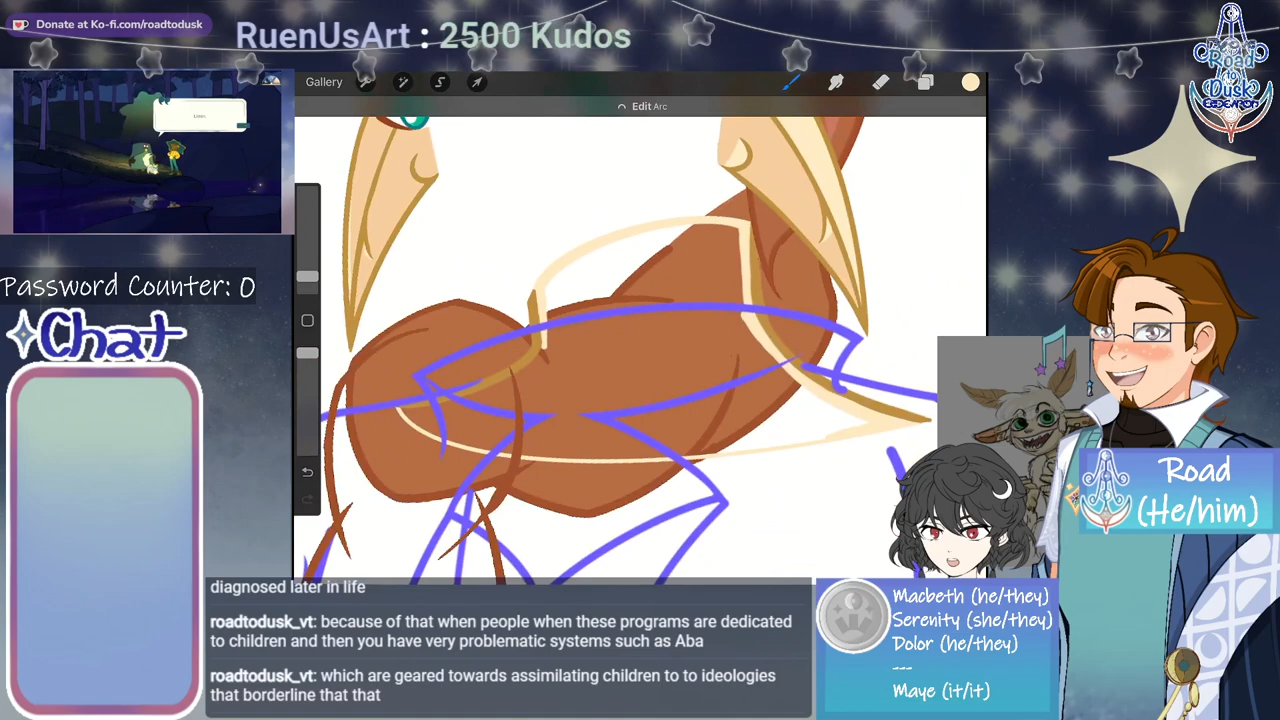 Donate at Ko-fi.com/roadtodusk
RuenUsArt : 2500 Kudos
Road
to
Dusk
Gallery
Edit Arc
Password Counter: 0
Chat
Road
(He/him)
diagnosed later in life
roadtodusk_vt: because of that when people when these programs are dedicated
to children and then you have very problematic systems such as Aba
roadtodusk_vt: which are geared towards assimilating children to to ideologies
that borderline that that
Macbeth (he/they)
Serenity (she/they)
Dolor (he/they)
---
Maye (it/it)